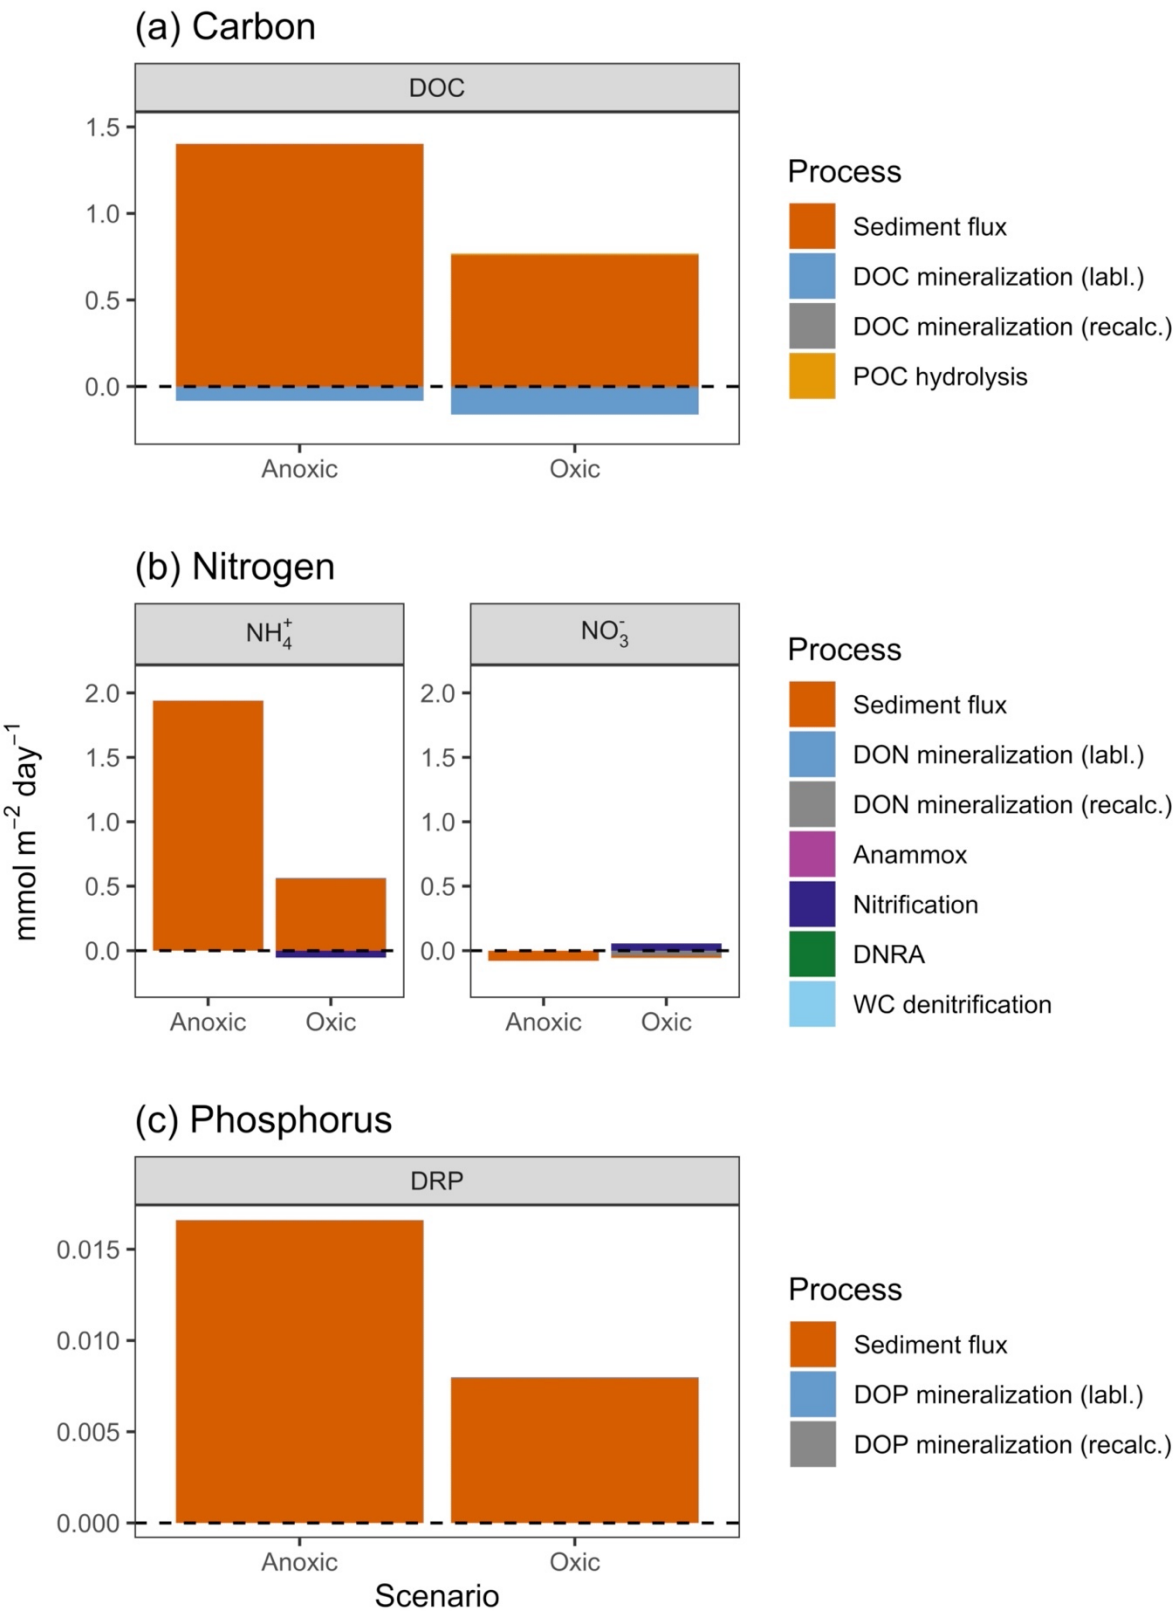 (a) Carbon
DOC
1.5
1.0
0.5
0.0
Anoxic
Oxic
Process
Sediment flux
DOC mineralization (labl.)
DOC mineralization (recalc.)
POC hydrolysis
(b) Nitrogen
NH₄⁺
NO₃⁻
2.0
1.5
1.0
0.5
0.0
2.0
1.5
1.0
0.5
0.0
Anoxic
Oxic
Anoxic
Oxic
mmol m⁻² day⁻¹
Process
Sediment flux
DON mineralization (labl.)
DON mineralization (recalc.)
Anammox
Nitrification
DNRA
WC denitrification
(c) Phosphorus
DRP
0.015
0.010
0.005
0.000
Anoxic
Oxic
Scenario
Process
Sediment flux
DOP mineralization (labl.)
DOP mineralization (recalc.)